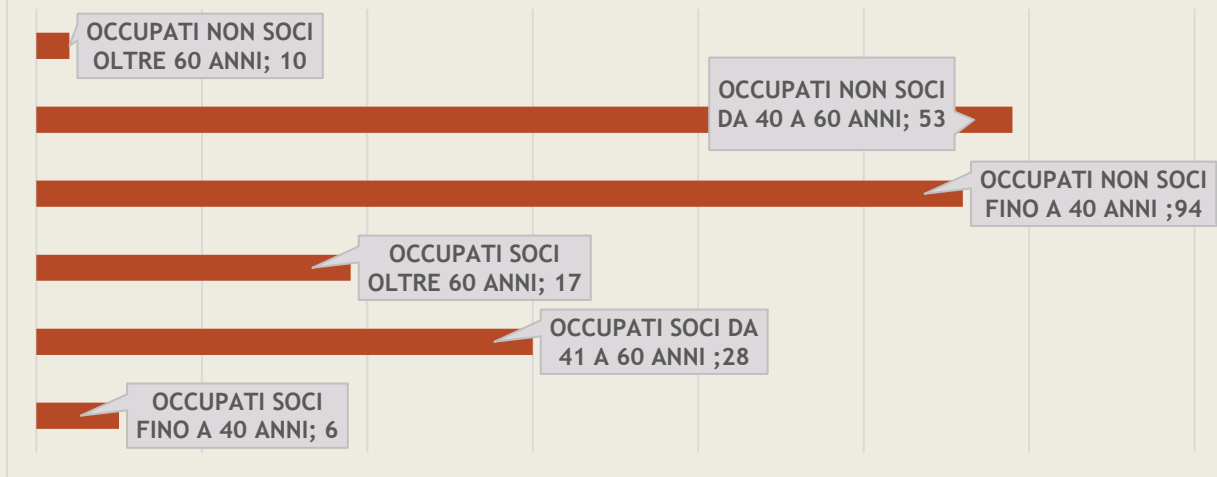 OCCUPATI NON SOCI
OLTRE 60 ANNI; 10
OCCUPATI NON SOCI
DA 40 A 60 ANNI; 53
OCCUPATI NON SOCI
FINO A 40 ANNI ;94
OCCUPATI SOCI
OLTRE 60 ANNI; 17
OCCUPATI SOCI DA
41 A 60 ANNI ;28
OCCUPATI SOCI
FINO A 40 ANNI; 6